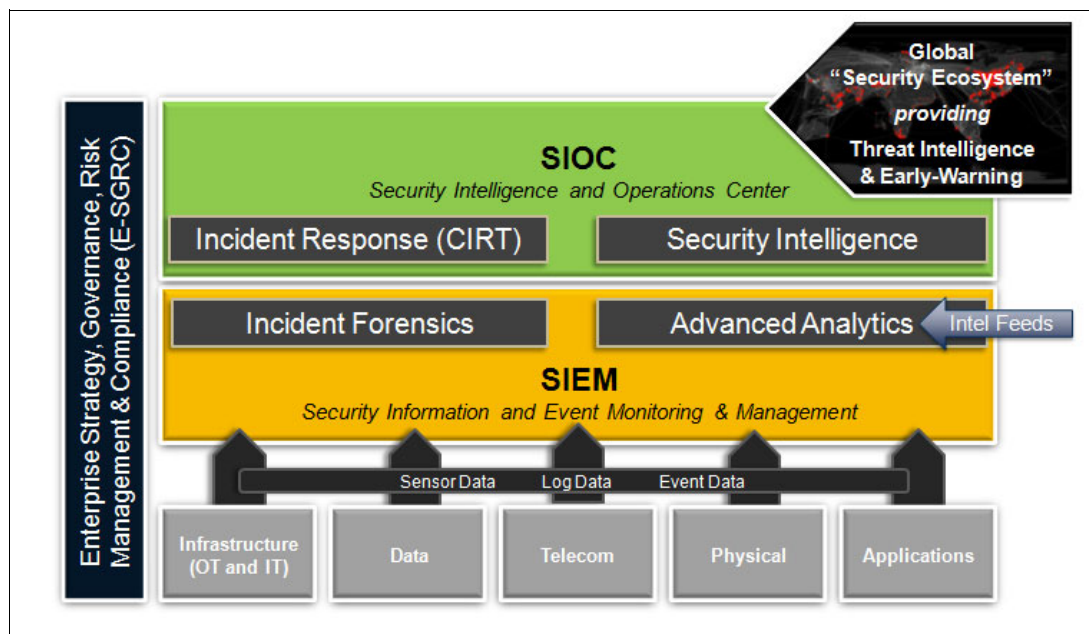 Global
“Security Ecosystem”
providing
Threat Intelligence
& Early-Warning
Enterprise Strategy, Governance, Risk
Management & Compliance (E-SGRC)
SIOC
Security Intelligence and Operations Center
Incident Response (CIRT)
Security Intelligence
Incident Forensics
Advanced Analytics
Intel Feeds
SIEM
Security Information and Event Monitoring & Management
Sensor Data
Log Data
Event Data
Infrastructure
(OT and IT)
Data
Telecom
Physical
Applications